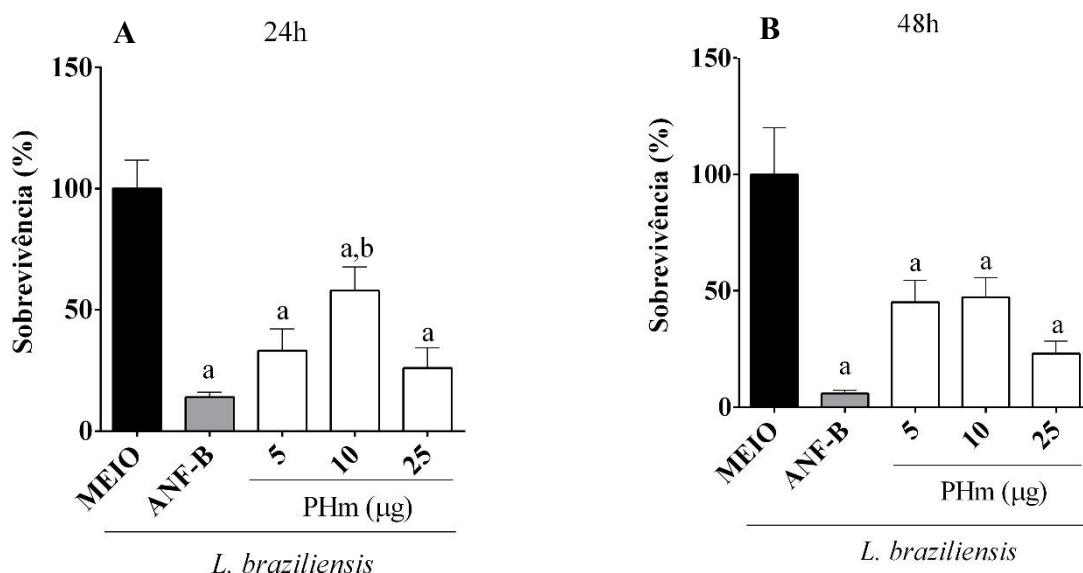 A 24h
Sobrevivência (%)
150
100
50
0
a
a
a,b
a
MEIO
ANF-B
5
10
25
PHm (µg)
L. braziliensis
B 48h
Sobrevivência (%)
150
100
50
0
a
a
a
a
MEIO
ANF-B
5
10
25
PHm (µg)
L. braziliensis